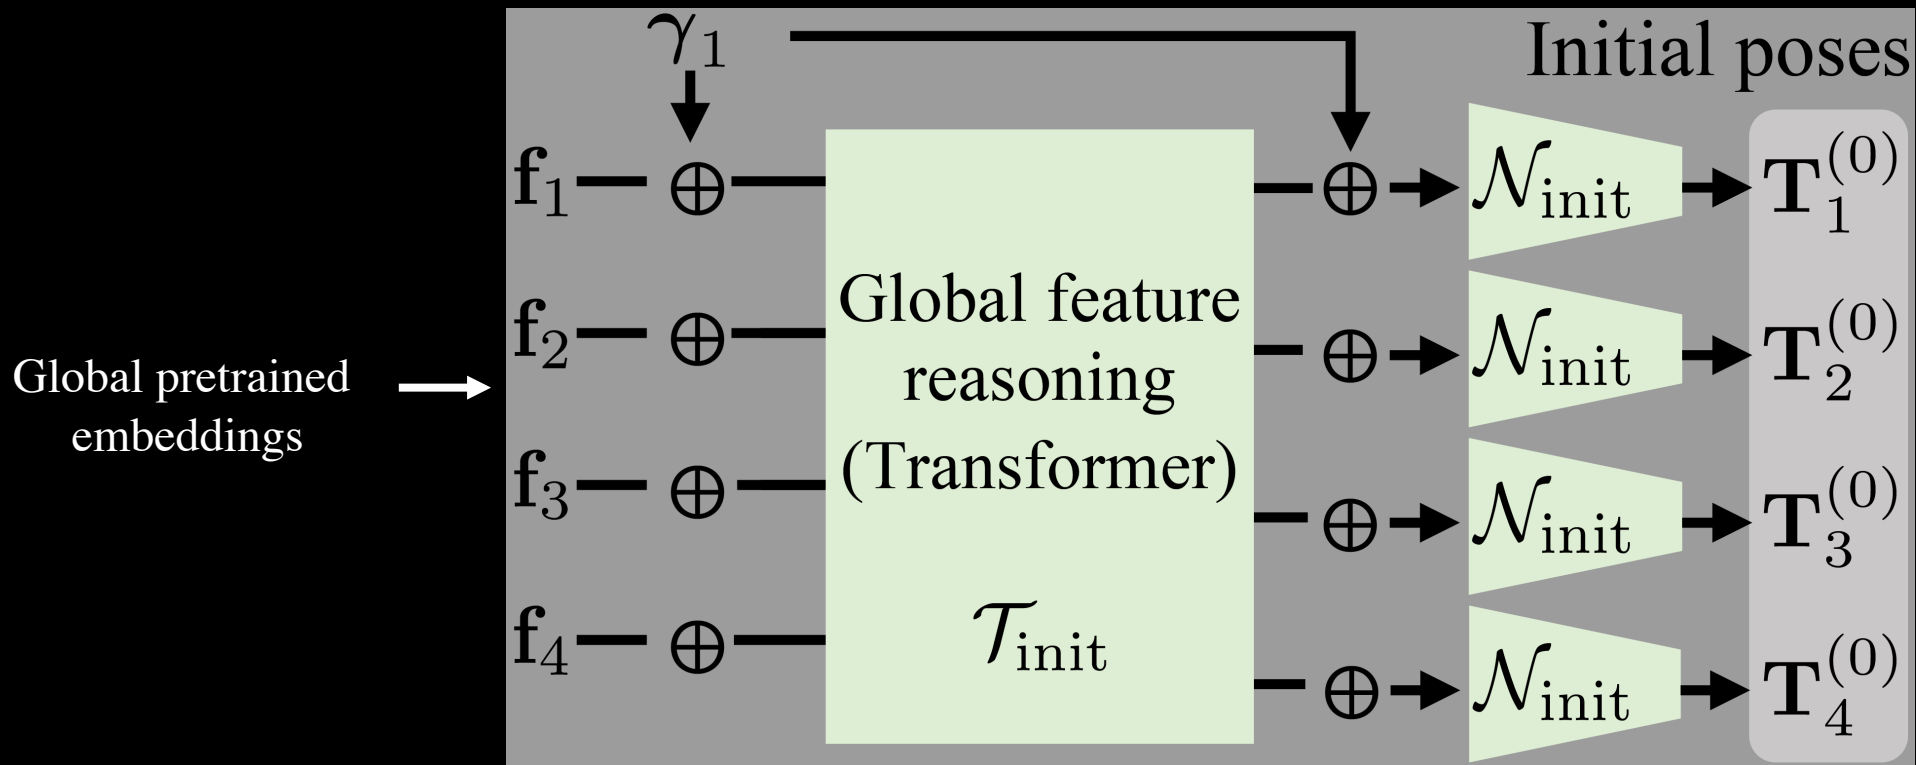 γ₁
Initial poses
f₁ ⊕ ⊕ 𝒩init T₁⁽⁰⁾
f₂ ⊕ ⊕ 𝒩init T₂⁽⁰⁾
f₃ ⊕ ⊕ 𝒩init T₃⁽⁰⁾
f₄ ⊕ ⊕ 𝒩init T₄⁽⁰⁾
Global feature
reasoning
(Transformer)
𝒯init
Global pretrained
embeddings